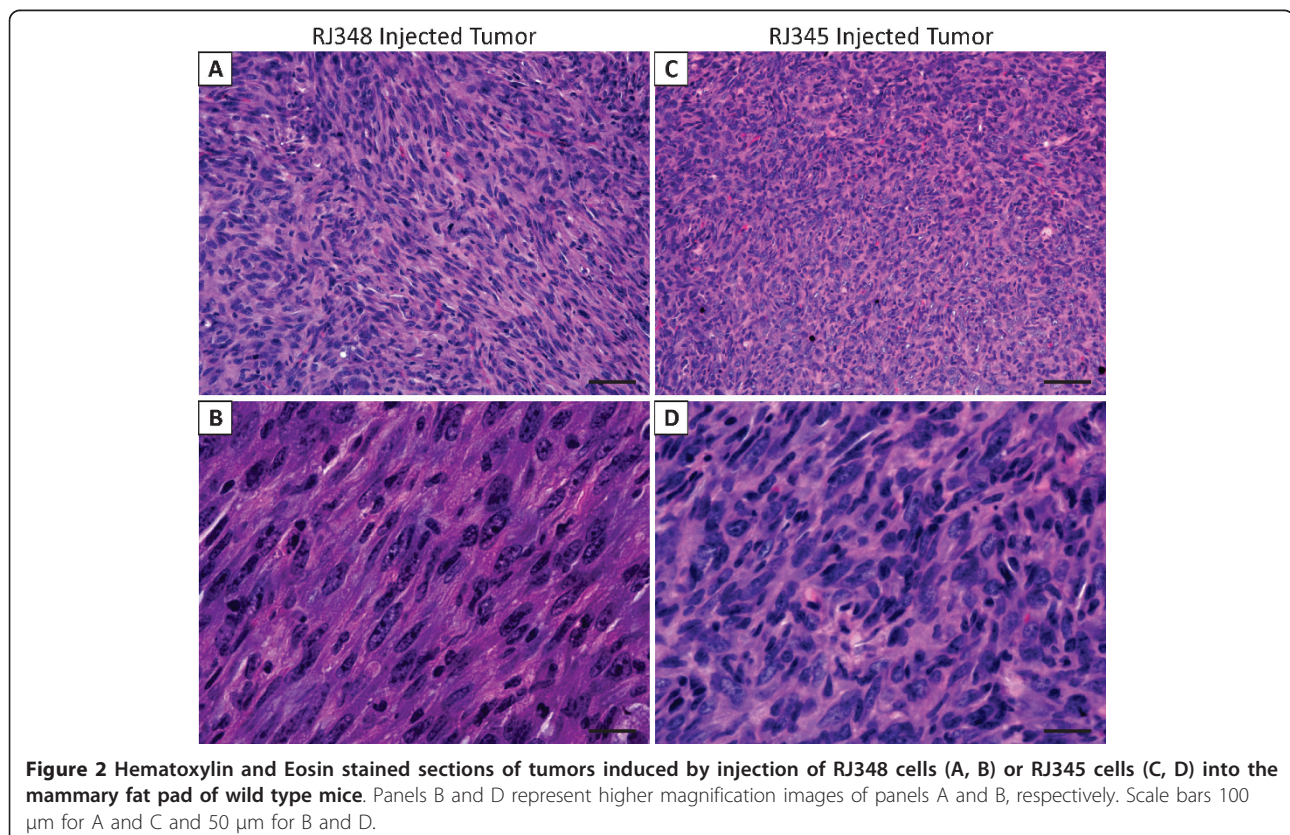 RJ348 Injected Tumor
RJ345 Injected Tumor
A
C
B
D
Figure 2 Hematoxylin and Eosin stained sections of tumors induced by injection of RJ348 cells (A, B) or RJ345 cells (C, D) into the
mammary fat pad of wild type mice. Panels B and D represent higher magnification images of panels A and B, respectively. Scale bars 100
μm for A and C and 50 μm for B and D.